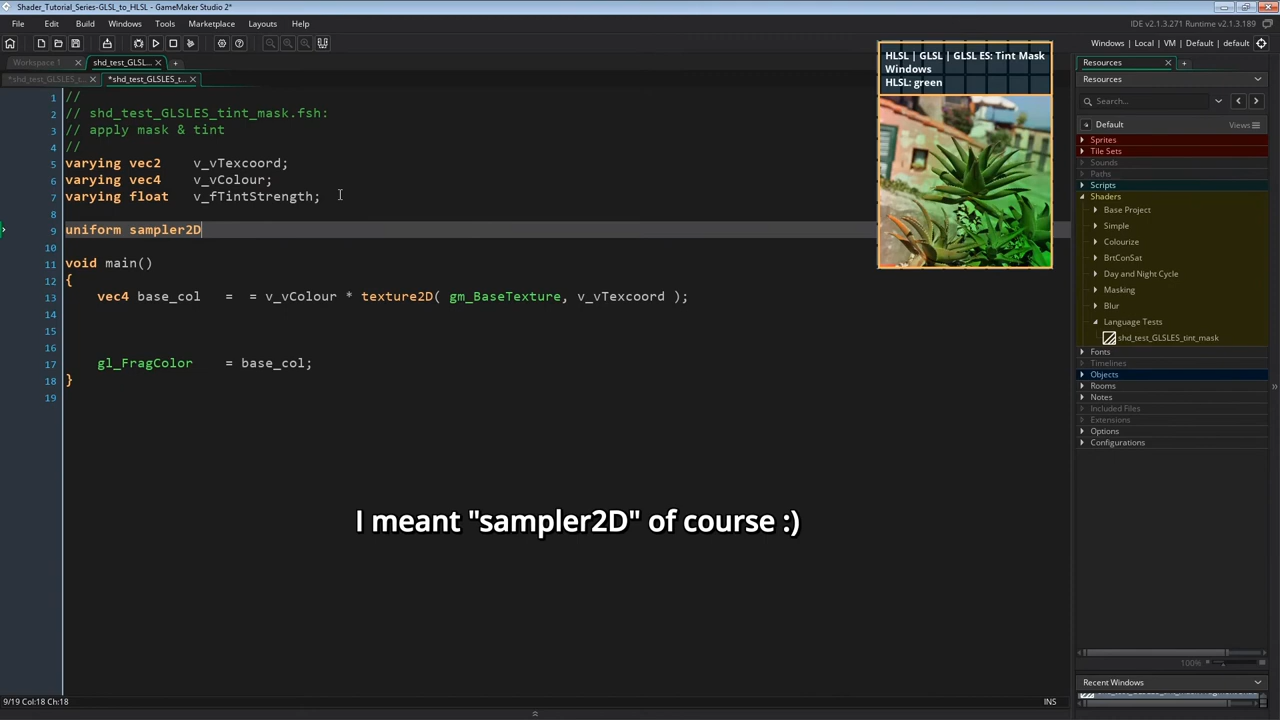 Shader_Tutorial_Series-GLSL_to_HLSL - GameMaker Studio 2*
File Edit Build Windows Tools Marketplace Layouts Help
IDE v2.1.3.271 Runtime v2.1.3.189
Windows | Local | VM | Default | default
Workspace 1 shd_test_GLSL... +
*shd_test_GLSLES_t... *shd_test_GLSLES_t...
1 //
2 // shd_test_GLSLES_tint_mask.fsh:
3 // apply mask & tint
4 //
5 varying vec2 v_vTexcoord;
6 varying vec4 v_vColour;
7 varying float v_fTintStrength;
8
9 uniform sampler2D
10
11 void main()
12 {
13 vec4 base_col = = v_vColour * texture2D( gm_BaseTexture, v_vTexcoord );
14
15
16
17 gl_FragColor = base_col;
18 }
19
HLSL | GLSL | GLSL ES: Tint Mask
Windows
HLSL: green
I meant "sampler2D" of course :)
Resources +
Resources
Search...
Default Views
Sprites
Tile Sets
Sounds
Paths
Scripts
Shaders
Base Project
Simple
Colourize
BrtConSat
Day and Night Cycle
Masking
Blur
Language Tests
shd_test_GLSLES_tint_mask
Fonts
Timelines
Objects
Rooms
Notes
Included Files
Extensions
Options
Configurations
100%
Recent Windows
9/19 Col:18 Ch:18 INS